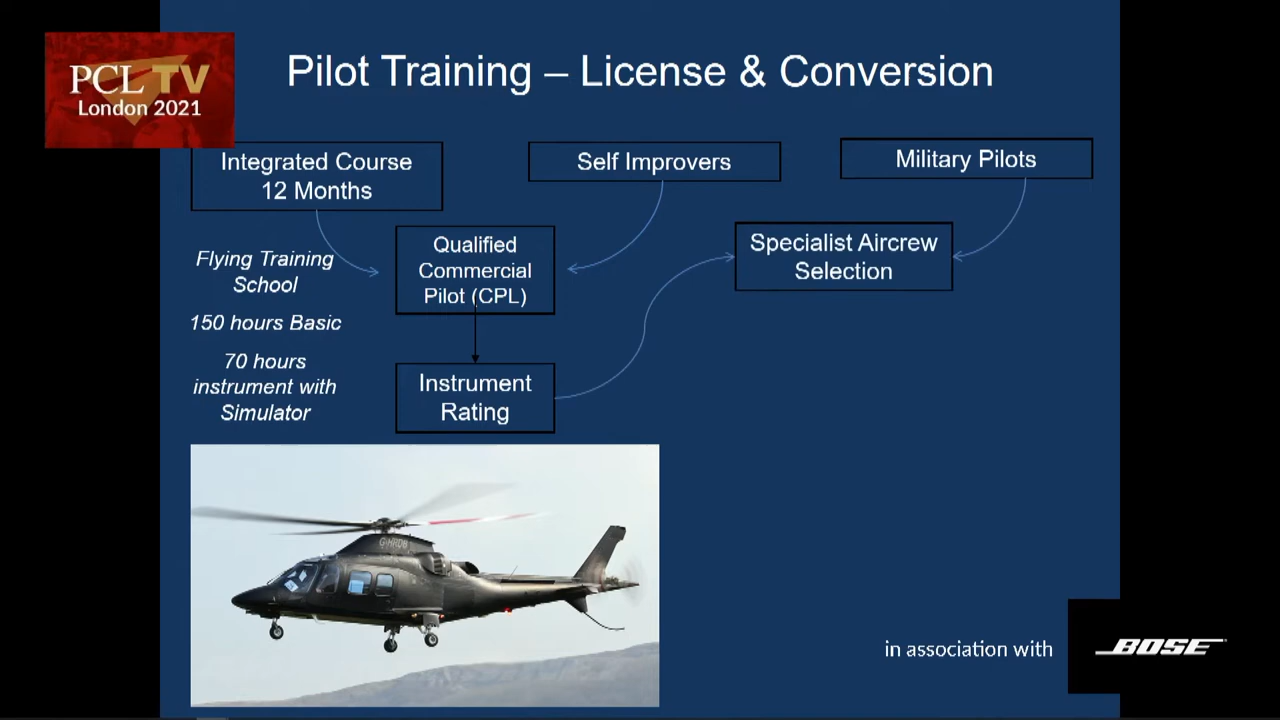 PCL TV
London 2021
Pilot Training – License & Conversion
Integrated Course
12 Months
Self Improvers
Military Pilots
Flying Training
School
150 hours Basic
70 hours
instrument with
Simulator
Qualified
Commercial
Pilot (CPL)
Instrument
Rating
Specialist Aircrew
Selection
in association with
BOSE